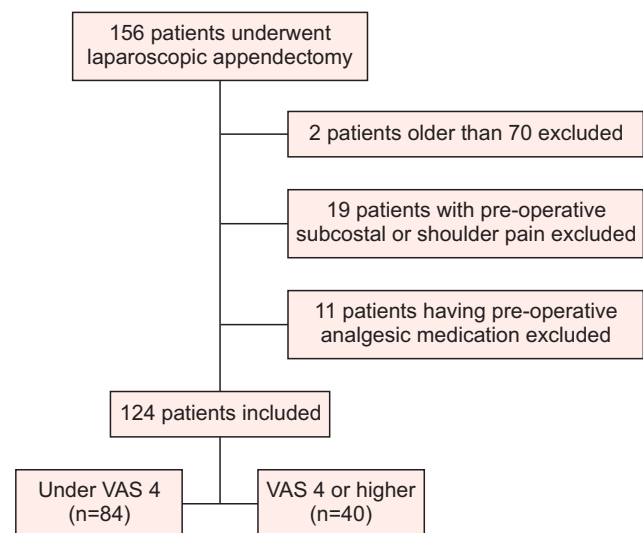 156 patients underwent
laparoscopic appendectomy
2 patients older than 70 excluded
19 patients with pre-operative
subcostal or shoulder pain excluded
11 patients having pre-operative
analgesic medication excluded
124 patients included
Under VAS 4
(n=84)
VAS 4 or higher
(n=40)